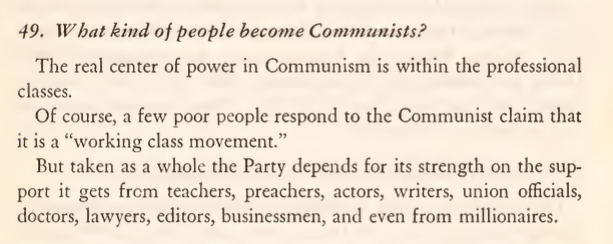 49. What kind of people become Communists?
The real center of power in Communism is within the professional
classes.
Of course, a few poor people respond to the Communist claim that
it is a “working class movement.”
But taken as a whole the Party depends for its strength on the sup-
port it gets from teachers, preachers, actors, writers, union officials,
doctors, lawyers, editors, businessmen, and even from millionaires.